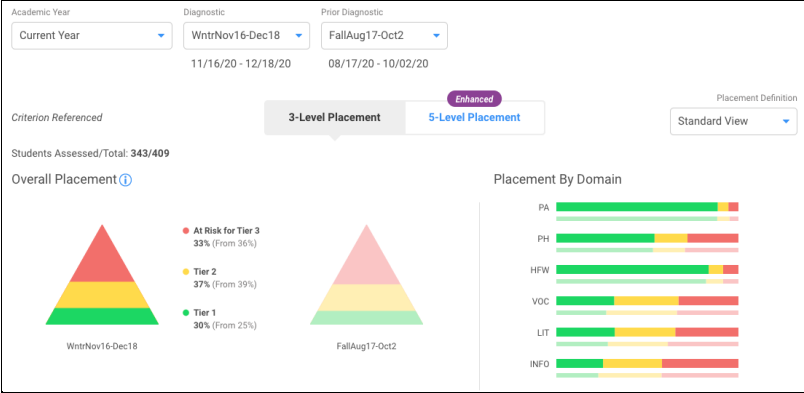 Academic Year
Diagnostic
Prior Diagnostic
Current Year
WntrNov16-Dec18
FallAug17-Oct2
11/16/20 - 12/18/20
08/17/20 - 10/02/20
Enhanced
Placement Definition
Criterion Referenced
3-Level Placement
5-Level Placement
Standard View
Students Assessed/Total: 343/409
Overall Placement
Placement By Domain
At Risk for Tier 3
33% (From 36%)
Tier 2
37% (From 39%)
Tier 1
30% (From 25%)
WntrNov16-Dec18
FallAug17-Oct2
PA
PH
HFW
VOC
LIT
INFO